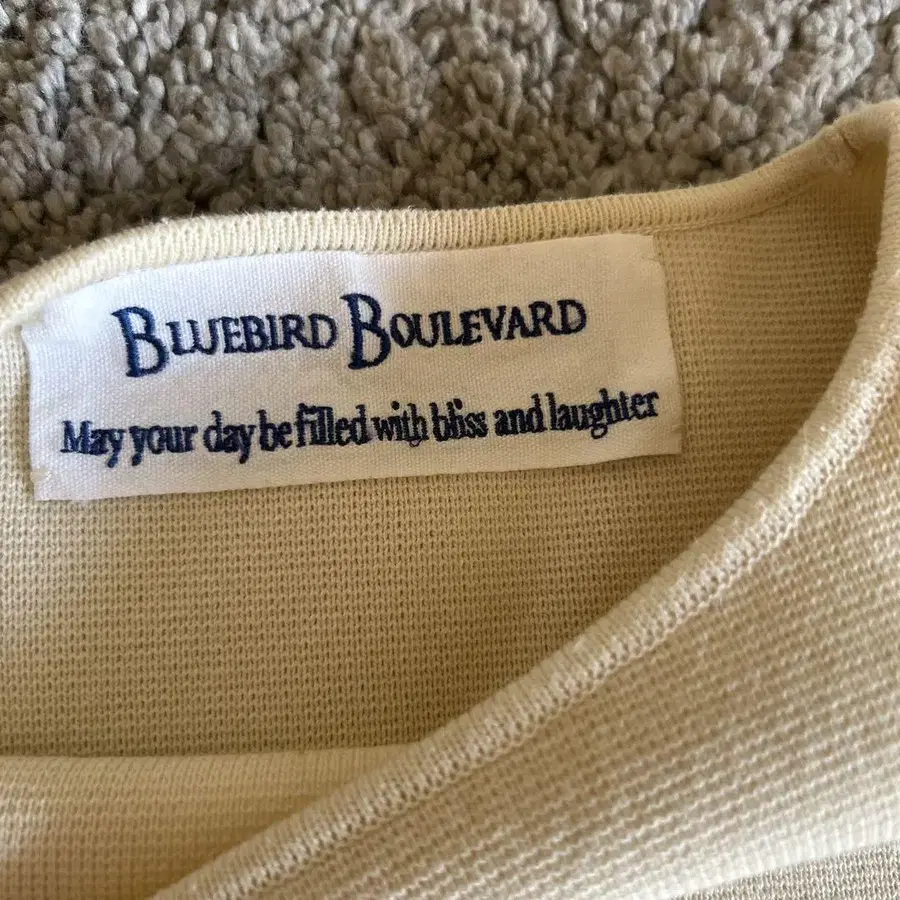 BLUEBIRD BOULEVARD
May your day be filled with bliss and laughter